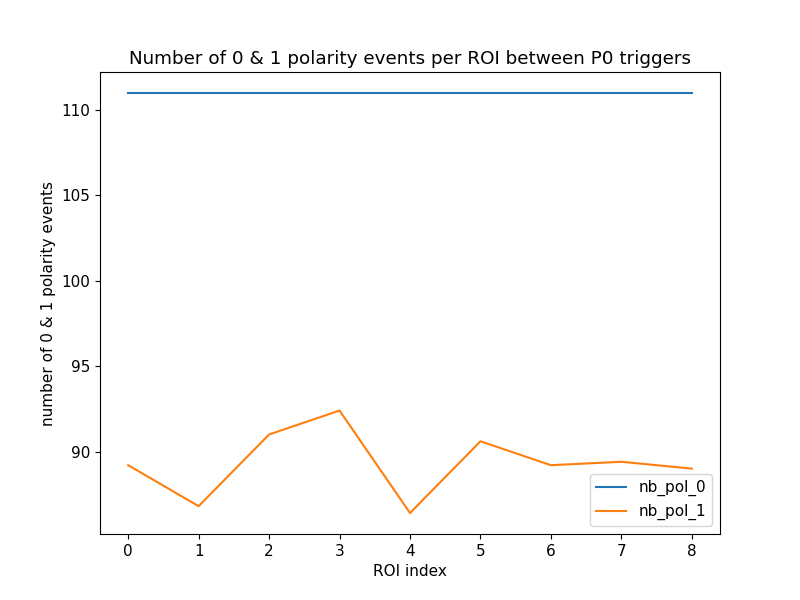 Number of 0 & 1 polarity events per ROI between P0 triggers
number of 0 & 1 polarity events
110
105
100
95
90
nb_pol_0
nb_pol_1
0 1 2 3 4 5 6 7 8
ROI index